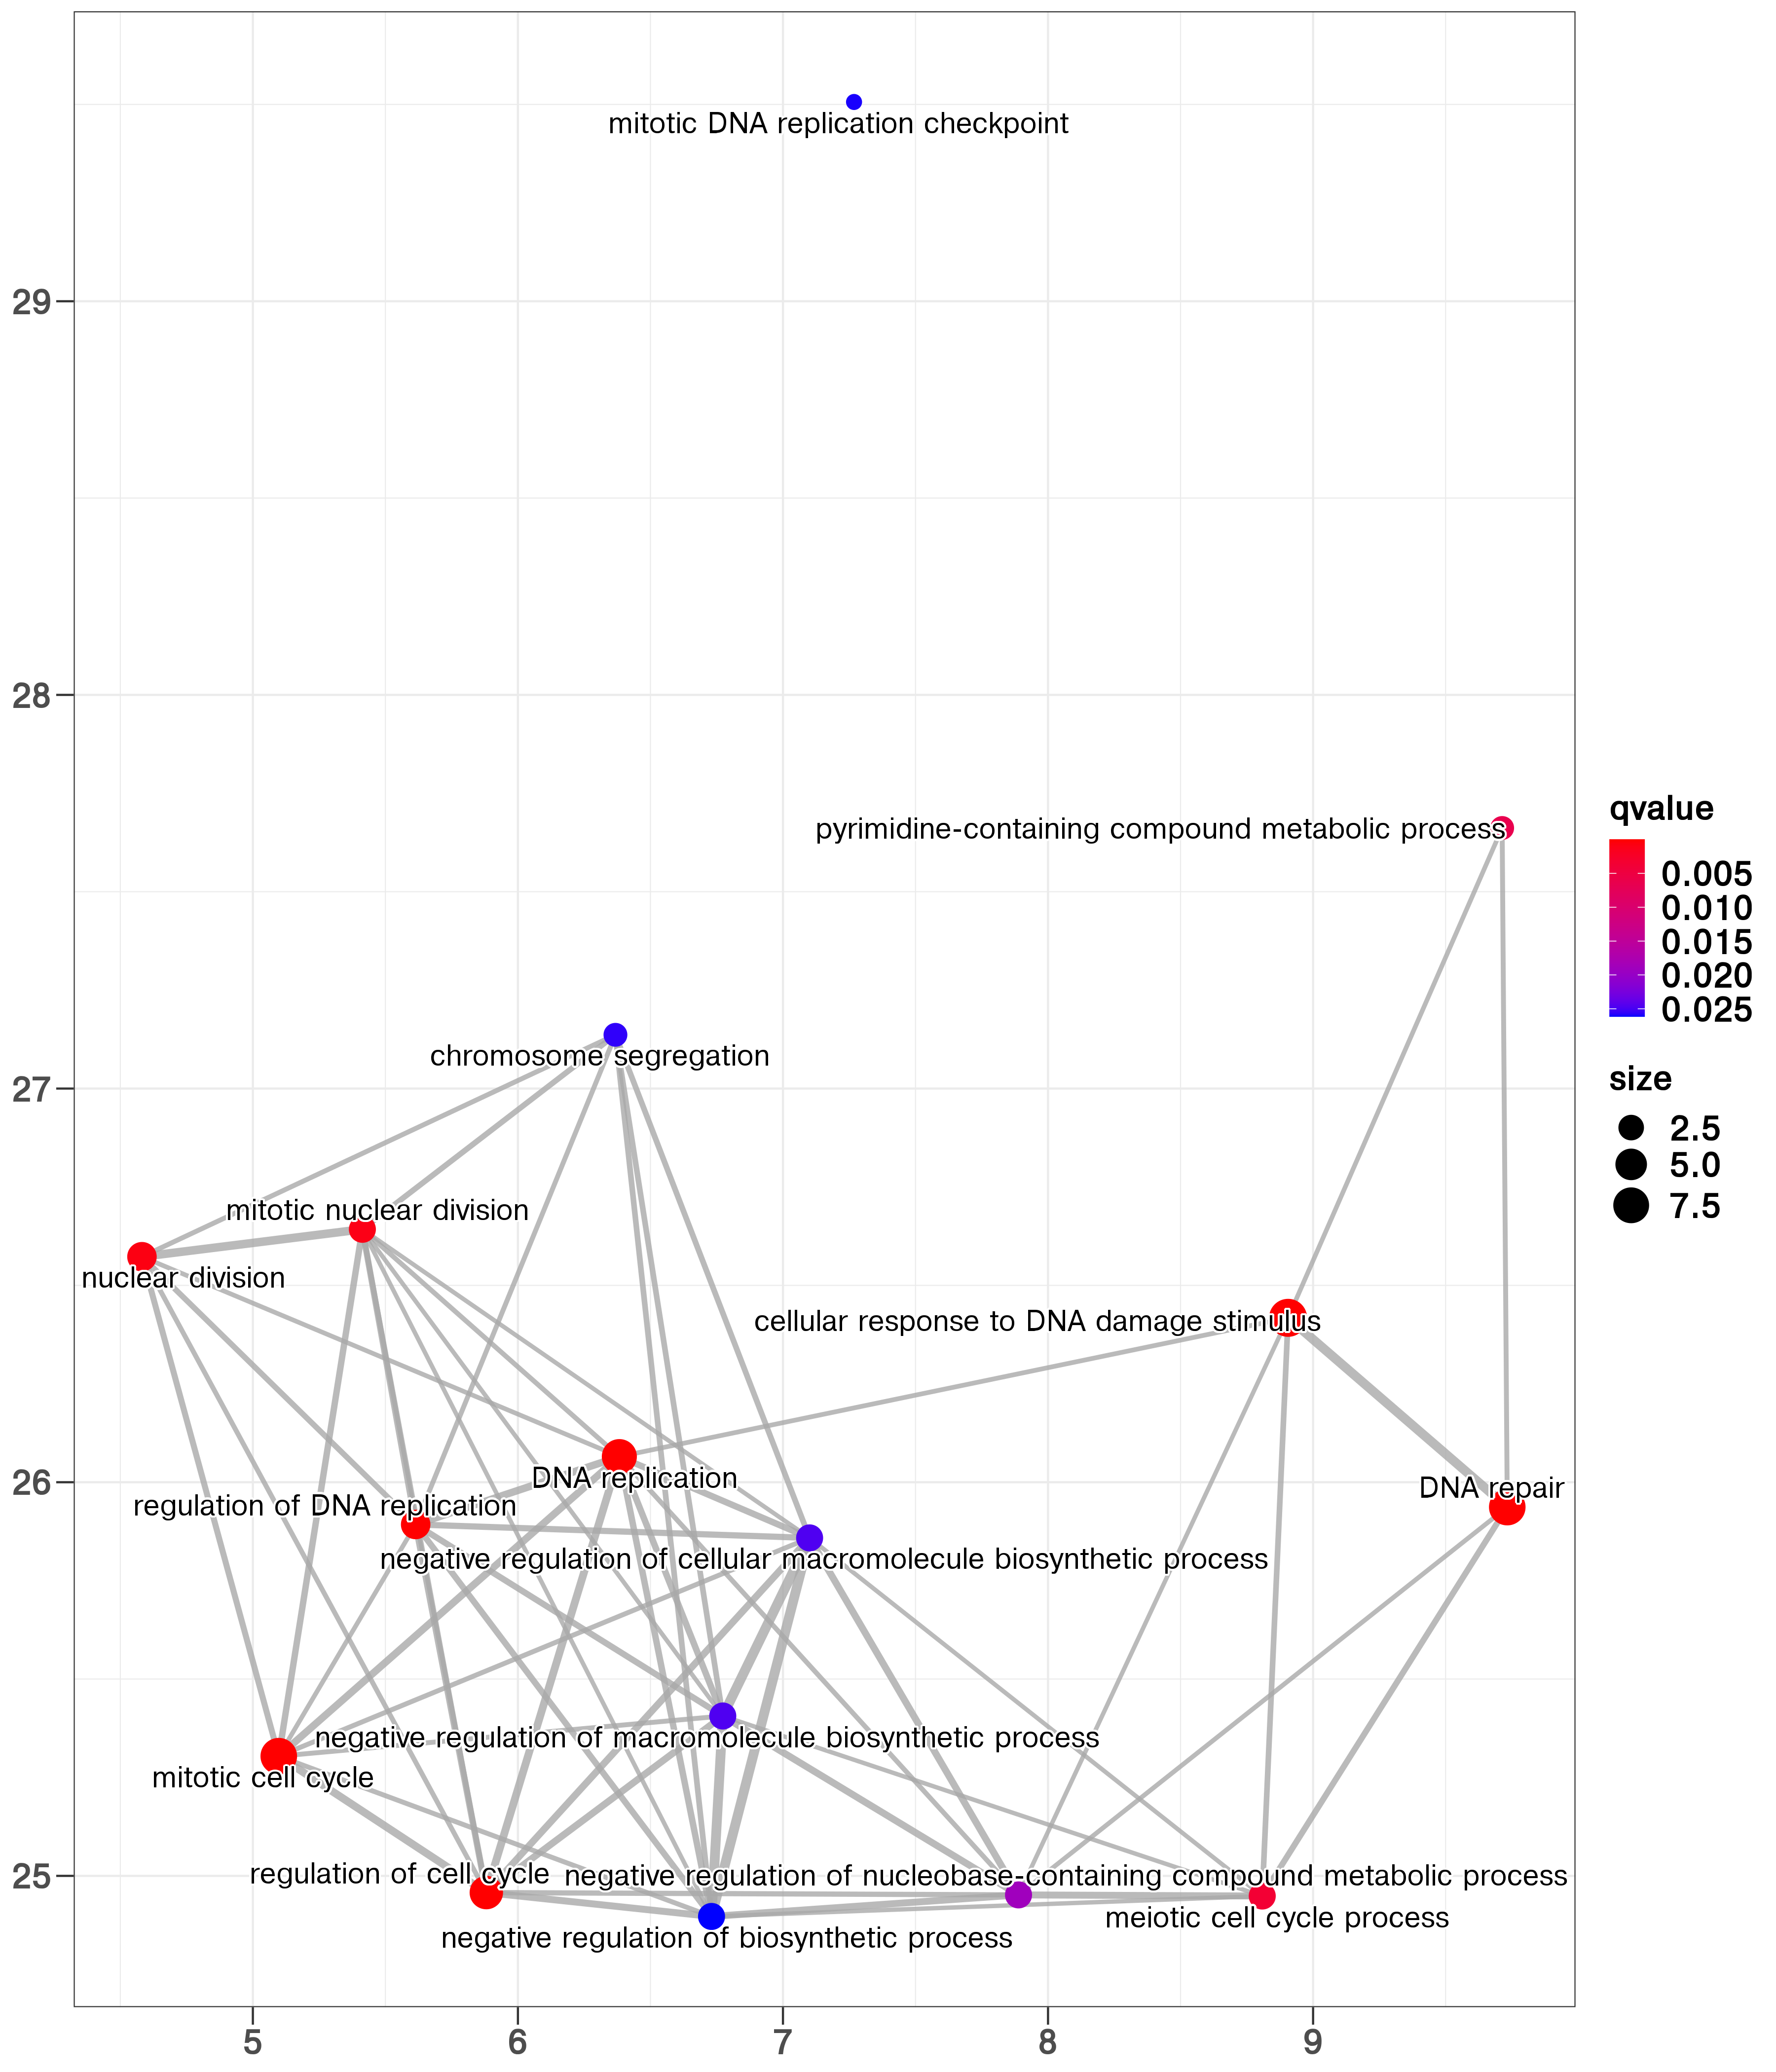 mitotic DNA replication checkpoint
29
28
pyrimidine-containing compound metabolic process
qvalue
0.005
0.010
0.015
0.020
0.025
size
2.5
5.0
7.5
chromosome segregation
27
mitotic nuclear division
nuclear division
cellular response to DNA damage stimulus
26
DNA replication
DNA repair
regulation of DNA replication
negative regulation of cellular macromolecule biosynthetic process
negative regulation of macromolecule biosynthetic process
mitotic cell cycle
25
regulation of cell cycle
negative regulation of nucleobase-containing compound metabolic process
meiotic cell cycle process
negative regulation of biosynthetic process
5 6 7 8 9